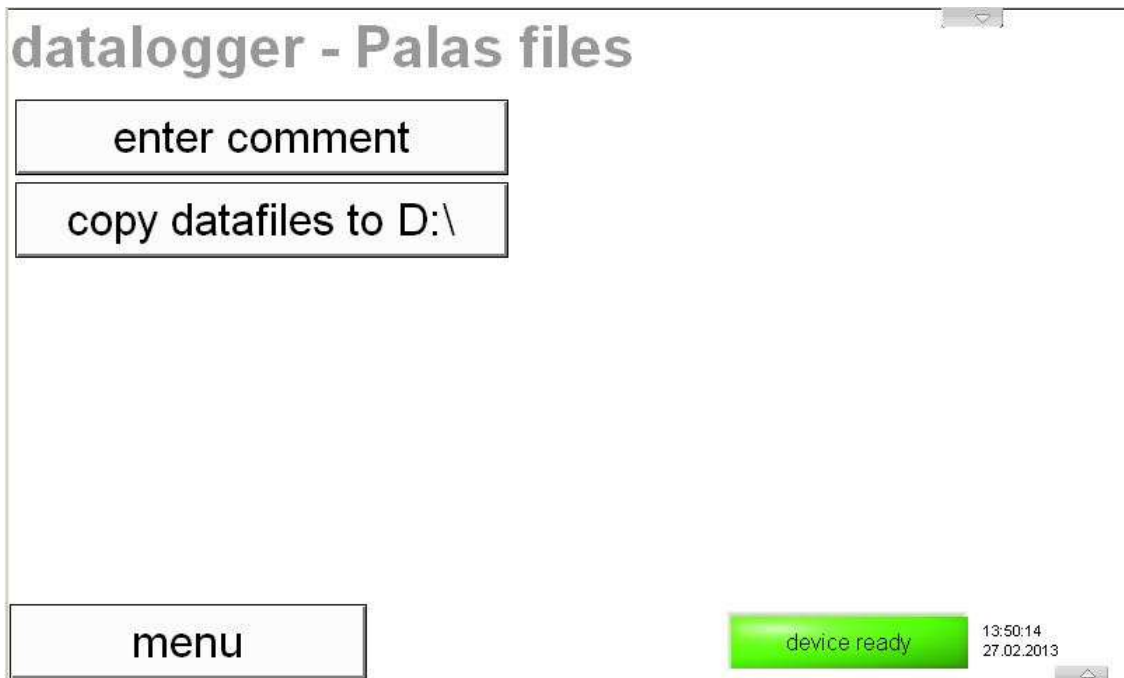 datalogger - Palas files
enter comment
copy datafiles to D:\
menu
device ready
13:50:14
27.02.2013